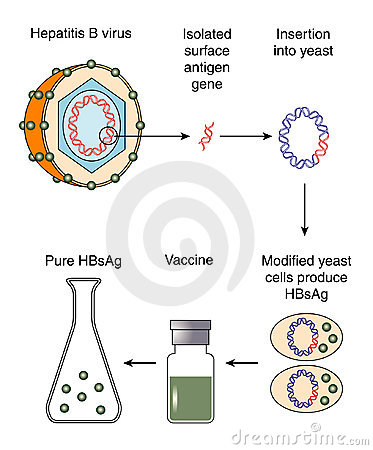 Hepatitis B virus
Isolated
surface
antigen
gene
Insertion
into yeast
Pure HBsAg
Vaccine
Modified yeast
cells produce
HBsAg
© Dreamstime.com